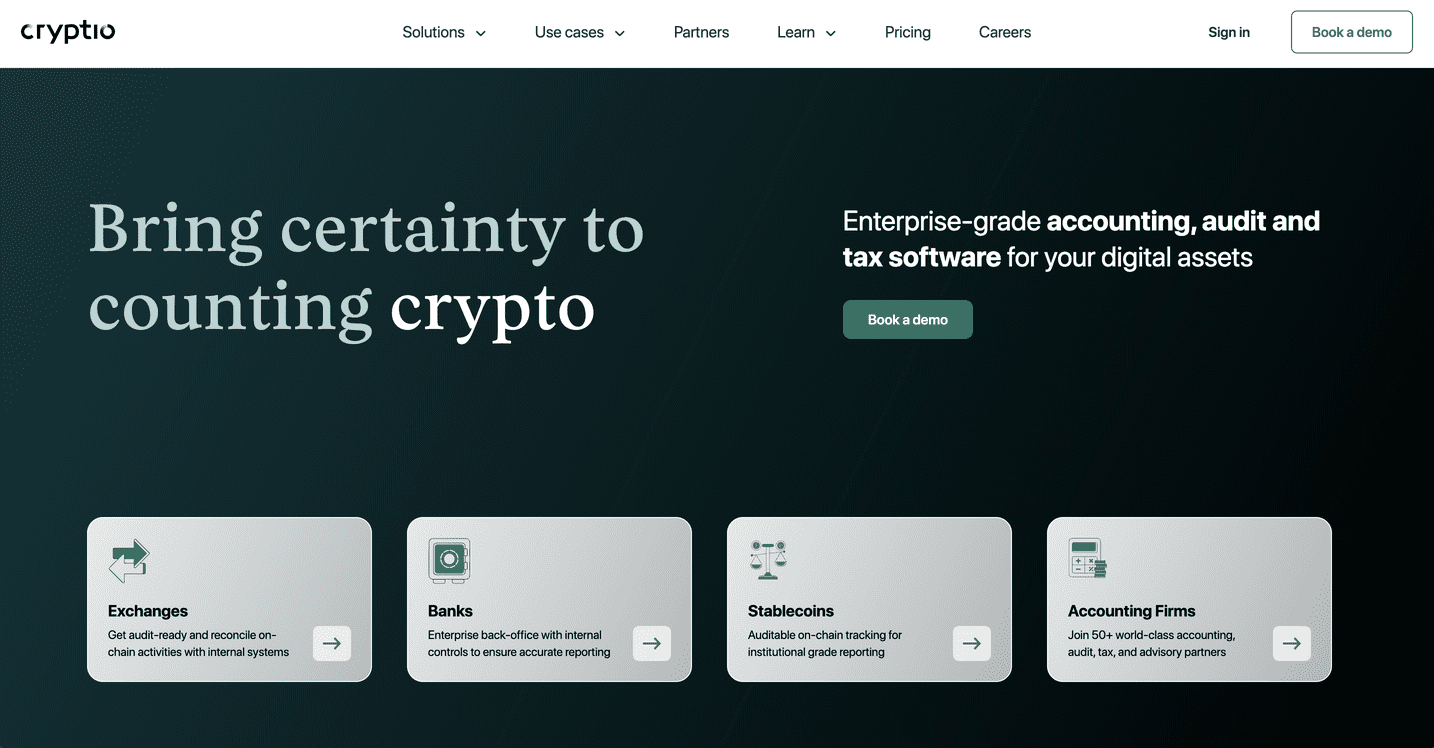 cryptio
Solutions
Use cases
Partners
Learn
Pricing
Careers
Sign in
Book a demo
Bring certainty to
counting crypto
Enterprise-grade accounting, audit and
tax software for your digital assets
Book a demo
Exchanges
Get audit-ready and reconcile on-
chain activities with internal systems
Banks
Enterprise back-office with internal
controls to ensure accurate reporting
Stablecoins
Auditable on-chain tracking for
institutional grade reporting
Accounting Firms
Join 50+ world-class accounting,
audit, tax, and advisory partners